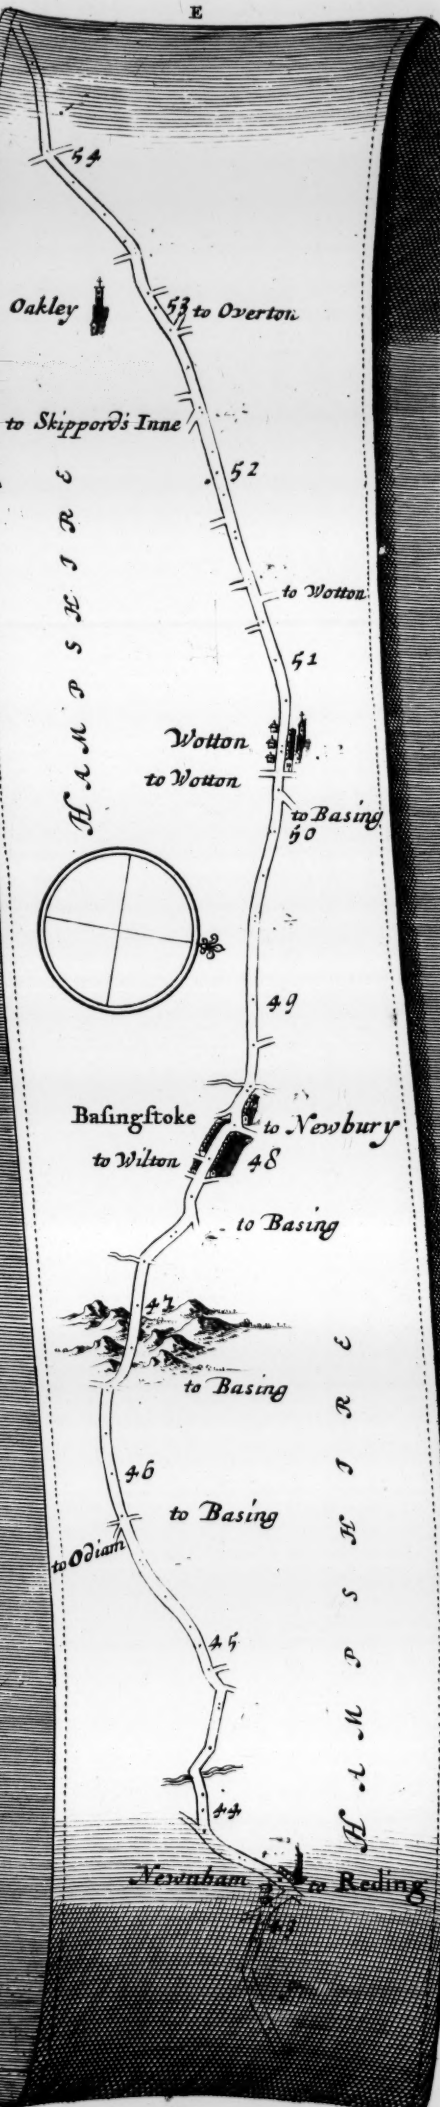 E
54
Oakley
53 to Overton
to Skippord's Inne
52
HAMPSHIRE
to Wotton
51
Wotton
to Wotton
to Basing
50
49
Basingstoke
to Newbury
to Wilton
48
to Basing
47
to Basing
46
to Basing
to Odiam
45
HAMPSHIRE
44
Newnham
to Reding
43